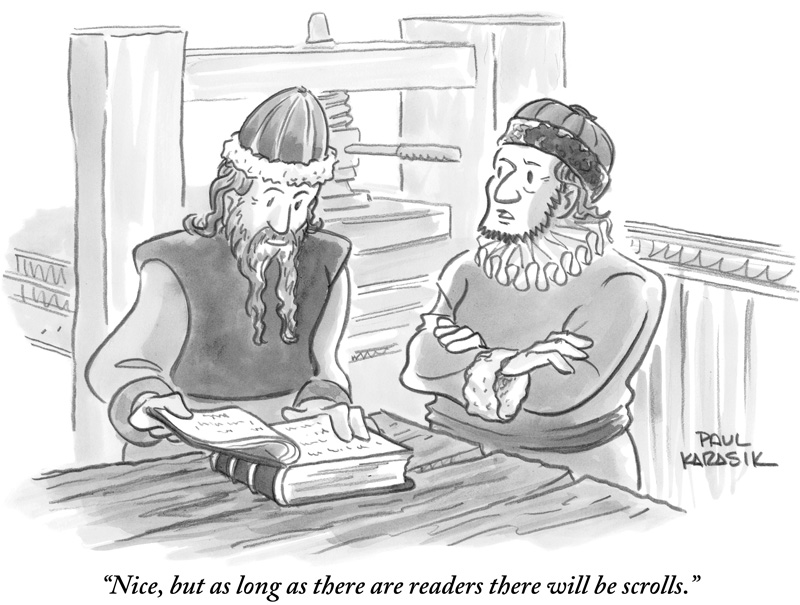 PAUL
KARASIK
“Nice, but as long as there are readers there will be scrolls.”